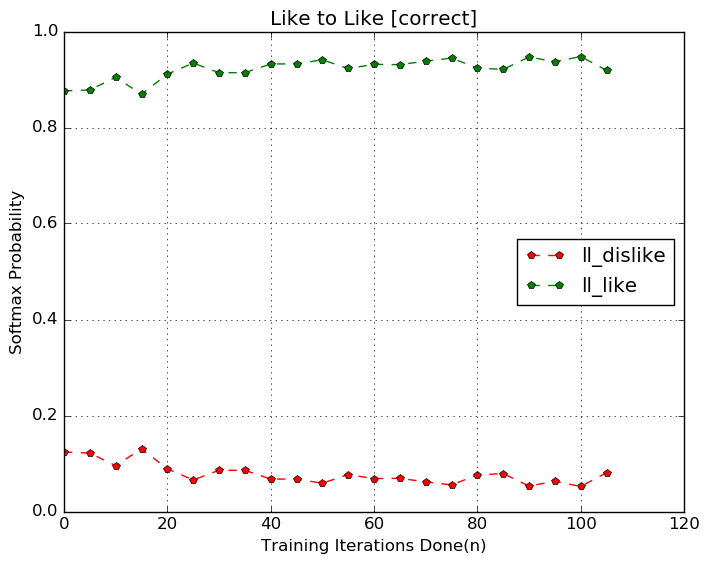 Like to Like [correct]
1.0
0.8
0.6
0.4
0.2
0.0
Softmax Probability
ll_dislike
ll_like
0 20 40 60 80 100 120
Training Iterations Done(n)